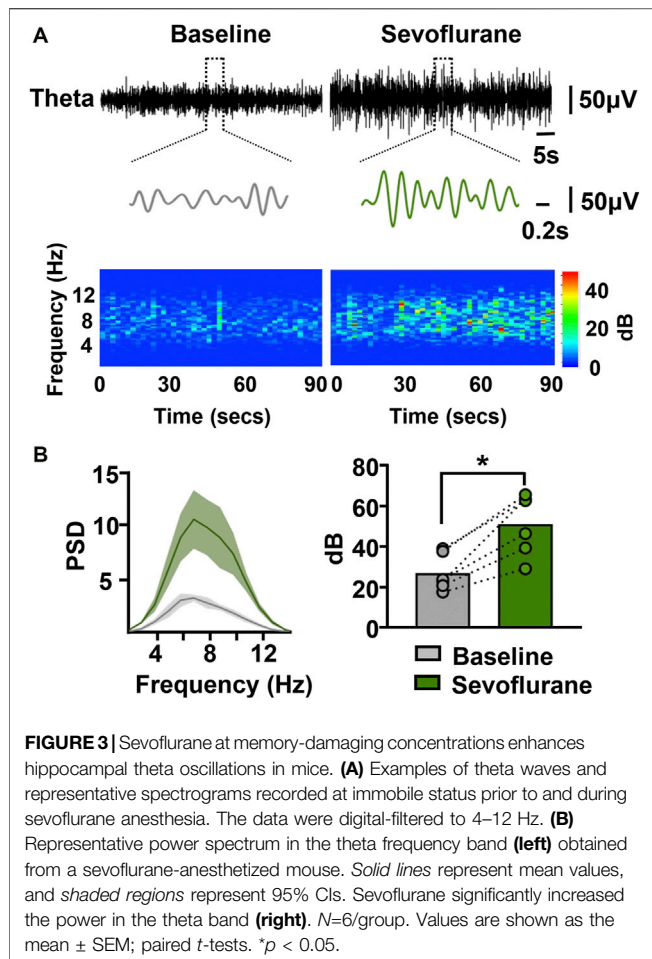 A
Baseline Sevoflurane
Theta
50μV
5s
50μV
0.2s
Frequency (Hz)
12
8
4
0 30 60 90 0 30 60 90
Time (secs) Time (secs)
40
20
0
dB
B
15
10
5
PSD
4 8 12
Frequency (Hz)
*
80
60
40
20
0
dB
Baseline
Sevoflurane
FIGURE 3 | Sevoflurane at memory-damaging concentrations enhances
hippocampal theta oscillations in mice. (A) Examples of theta waves and
representative spectrograms recorded at immobile status prior to and during
sevoflurane anesthesia. The data were digital-filtered to 4–12 Hz. (B)
Representative power spectrum in the theta frequency band (left) obtained
from a sevoflurane-anesthetized mouse. Solid lines represent mean values,
and shaded regions represent 95% CIs. Sevoflurane significantly increased
the power in the theta band (right). N=6/group. Values are shown as the
mean ± SEM; paired t-tests. *p < 0.05.